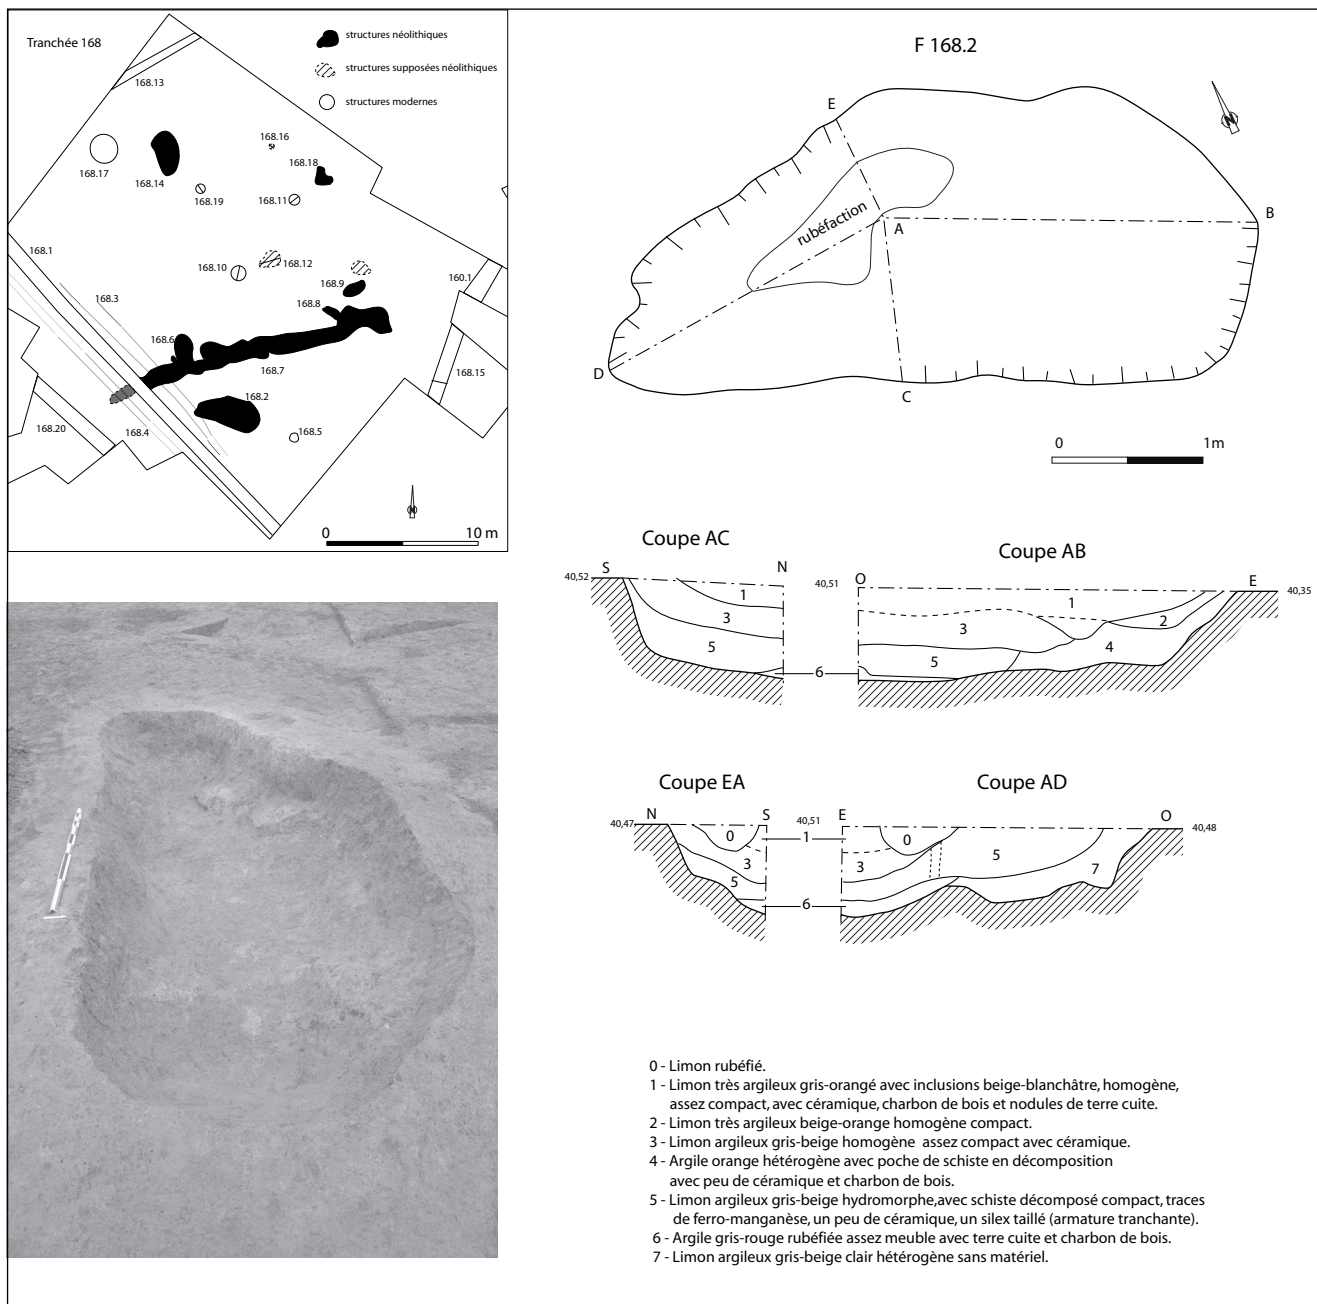 Tranchée 168
structures néolithiques
structures supposées néolithiques
structures modernes
168.13
168.17
168.14
168.16
168.18
168.19
168.11
168.1
168.10
168.12
168.3
168.9
168.8
160.1
168.6
168.7
168.15
168.2
168.20
168.4
168.5
N
0 10 m
F 168.2
E
N
B
rubéfaction
A
D
C
0 1m
Coupe AC
Coupe AB
S N O E
40,52 40,51 40,35
1 1
3 3 2
5 5 4
6
Coupe EA
Coupe AD
N S E O
40,47 40,51 40,48
0 1 0
3 3 5
5 7
6
0 - Limon rubéfié.
1 - Limon très argileux gris-orangé avec inclusions beige-blanchâtre, homogène,
assez compact, avec céramique, charbon de bois et nodules de terre cuite.
2 - Limon très argileux beige-orange homogène compact.
3 - Limon argileux gris-beige homogène assez compact avec céramique.
4 - Argile orange hétérogène avec poche de schiste en décomposition
avec peu de céramique et charbon de bois.
5 - Limon argileux gris-beige hydromorphe,avec schiste décomposé compact, traces
de ferro-manganèse, un peu de céramique, un silex taillé (armature tranchante).
6 - Argile gris-rouge rubéfiée assez meuble avec terre cuite et charbon de bois.
7 - Limon argileux gris-beige clair hétérogène sans matériel.